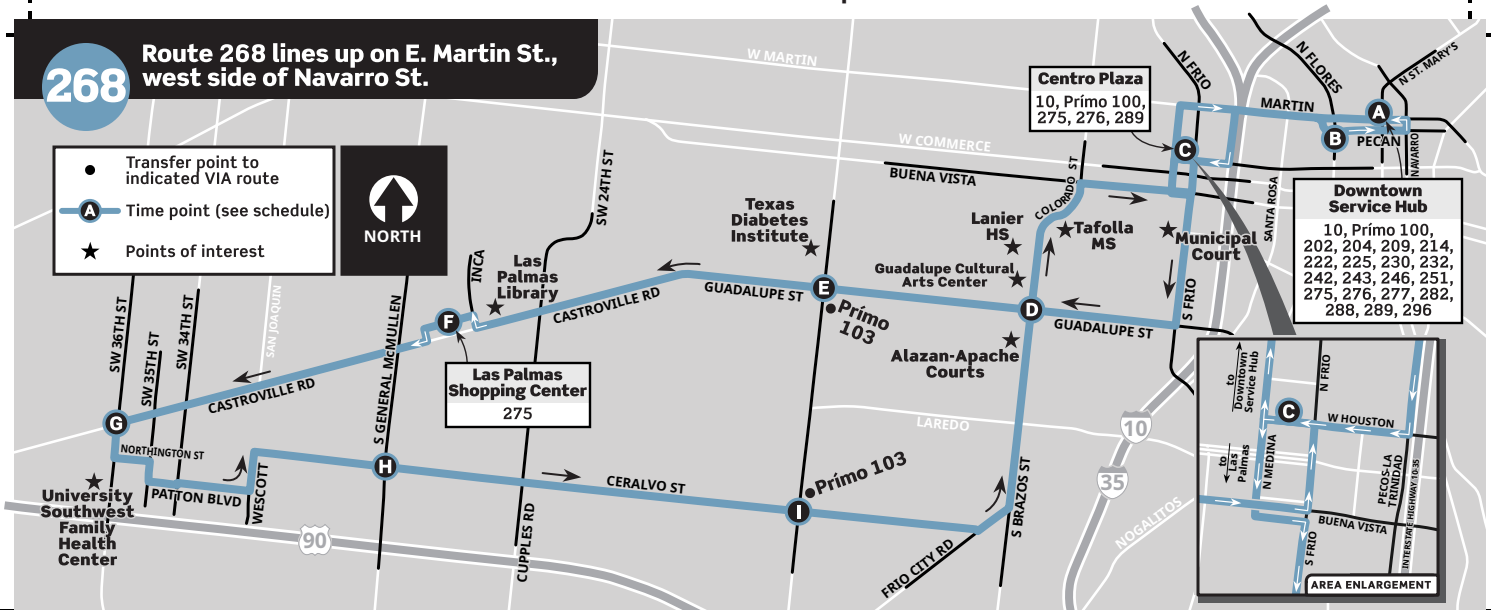 268
Route 268 lines up on E. Martin St.,
west side of Navarro St.
Transfer point to
indicated VIA route
A
Time point (see schedule)
Points of interest
NORTH
W MARTIN
W COMMERCE
BUENA VISTA
COLORADO ST
N FRIO
N FLORES
N ST. MARY'S
MARTIN
PECAN
NAVARRO
SANTA ROSA
A
B
C
Centro Plaza
10, Prímo 100,
275, 276, 289
Downtown
Service Hub
10, Prímo 100,
202, 204, 209, 214,
222, 225, 230, 232,
242, 243, 246, 251,
275, 276, 277, 282,
288, 289, 296
SW 24TH ST
INCA
Las
Palmas
Library
Texas
Diabetes
Institute
Lanier
HS
Tafolla
MS
Municipal
Court
Guadalupe Cultural
Arts Center
S FRIO
CASTROVILLE RD
GUADALUPE ST
E
Prímo
103
D
GUADALUPE ST
Alazan-Apache
Courts
F
Las Palmas
Shopping Center
275
SW 36TH ST
SW 35TH ST
SW 34TH ST
SAN JOAQUIN
S GENERAL McMULLEN
CASTROVILLE RD
G
NORTHINGTON ST
PATTON BLVD
WESCOTT
H
CERALVO ST
CUPPLES RD
Prímo 103
I
LAREDO
S BRAZOS ST
FRIO CITY RD
NOGALITOS
10
35
90
University
Southwest
Family
Health
Center
to
Downtown
Service Hub
N FRIO
C
W HOUSTON
to
Las
Palmas
N MEDINA
PECOS-LA
TRINIDAD
INTERSTATE HIGHWAY 10-35
BUENA VISTA
S FRIO
AREA ENLARGEMENT